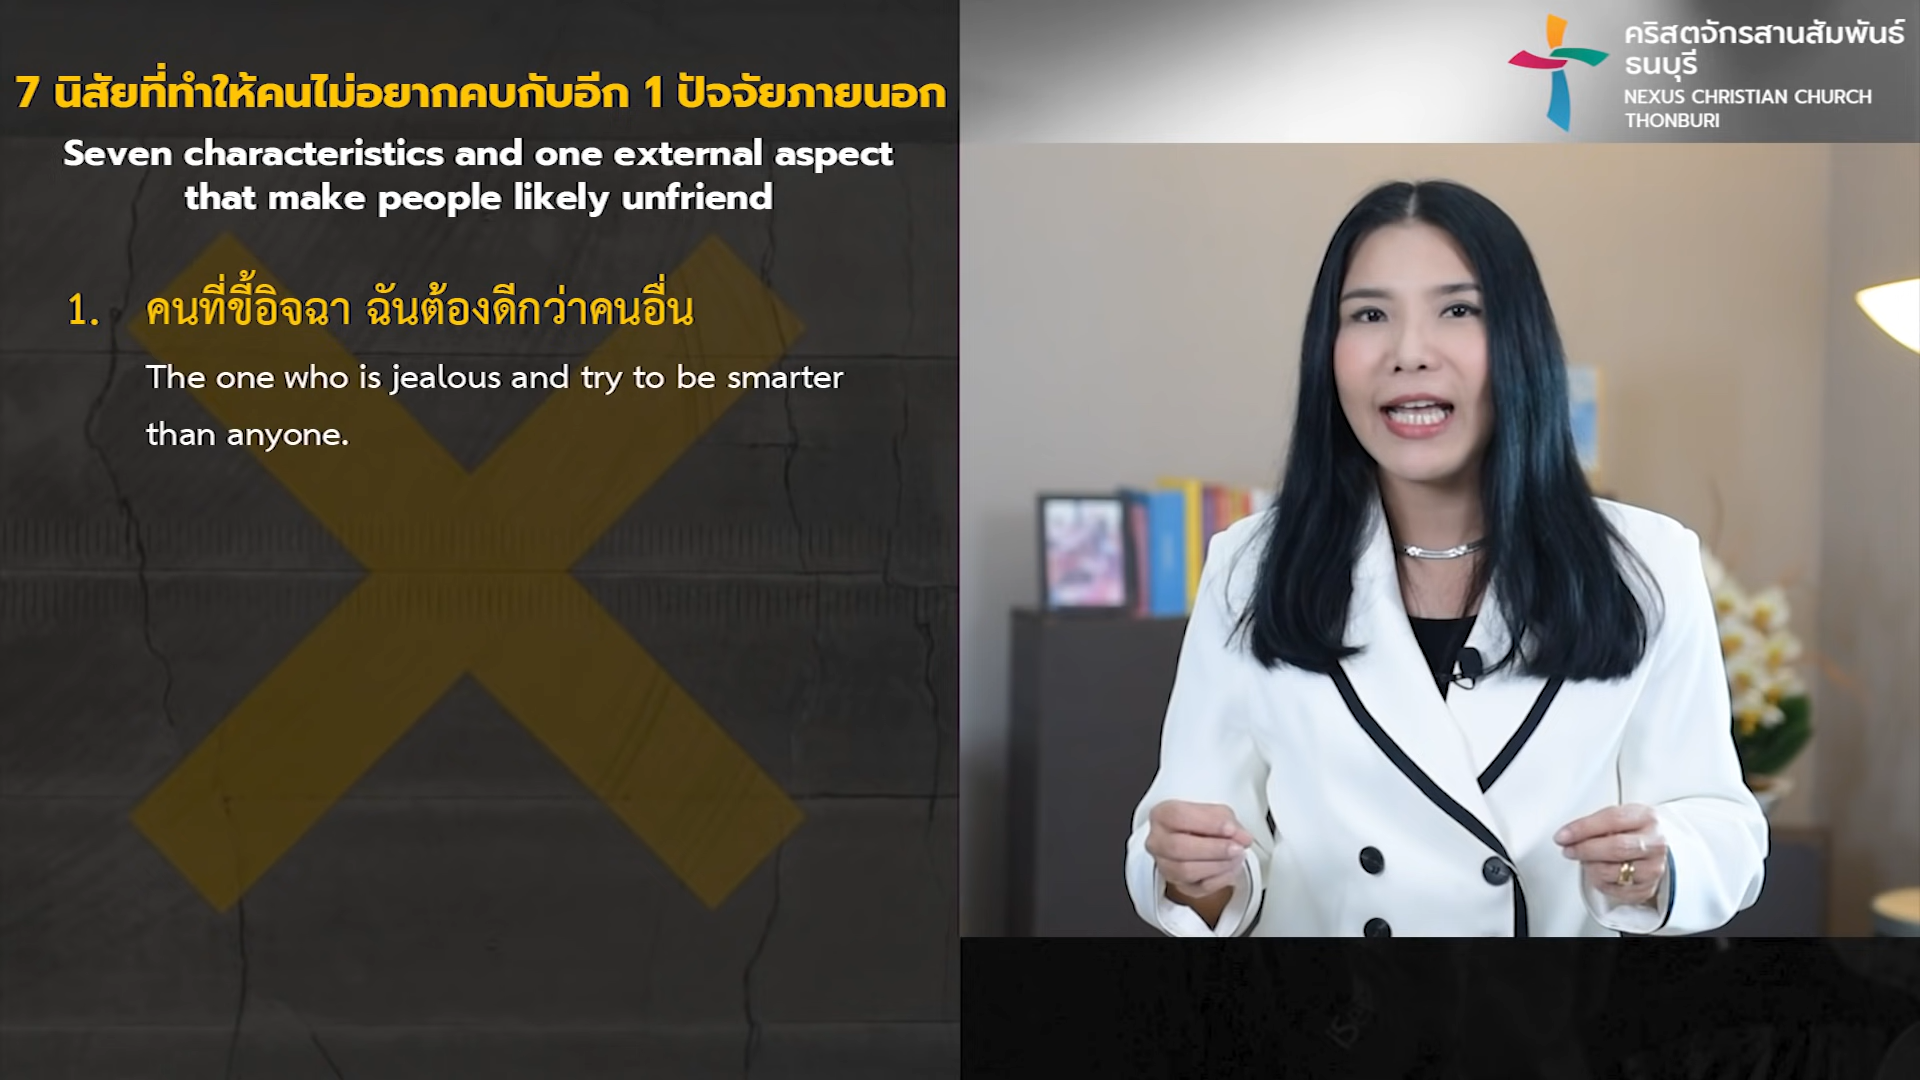 7 นิสัยที่ทำให้คนไม่อยากคบกับอีก 1 ปัจจัยภายนอก
Seven characteristics and one external aspect
that make people likely unfriend
1. คนที่ขี้อิจฉา ฉันต้องดีกว่าคนอื่น
The one who is jealous and try to be smarter
than anyone.
คริสตจักรสานสัมพันธ์
ธนบุรี
NEXUS CHRISTIAN CHURCH
THONBURI